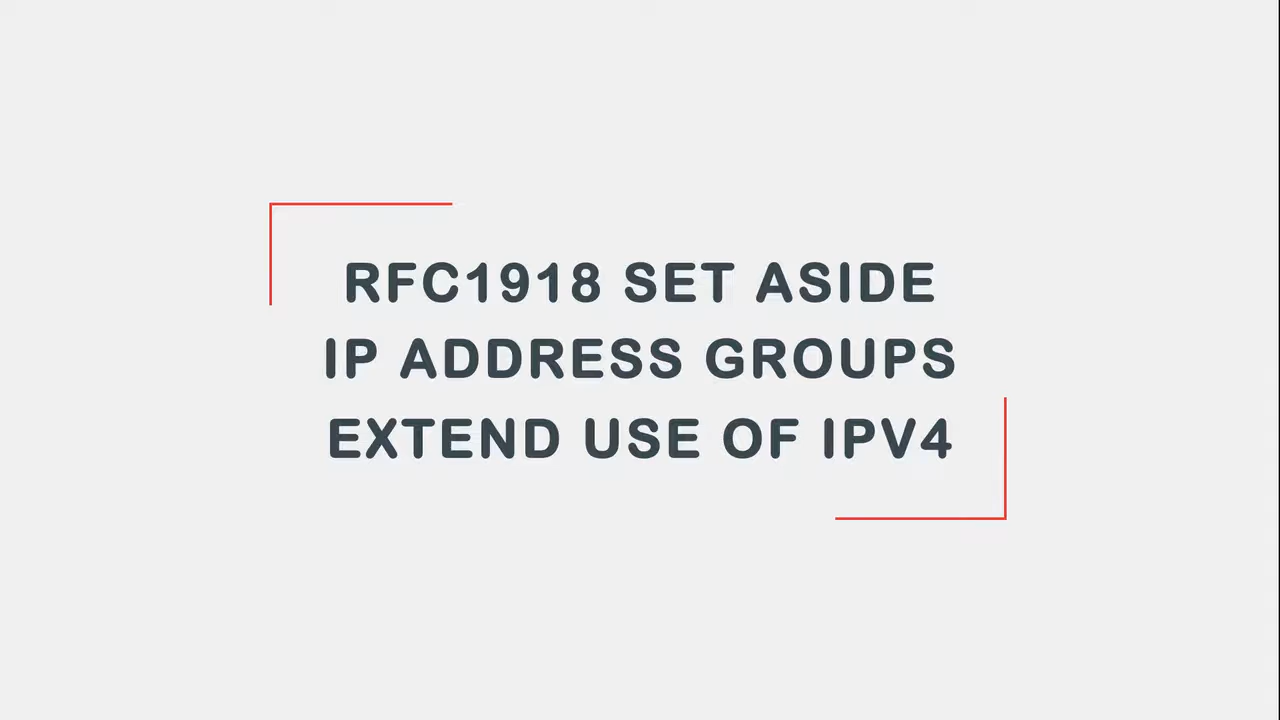 RFC1918 SET ASIDE
IP ADDRESS GROUPS
EXTEND USE OF IPV4